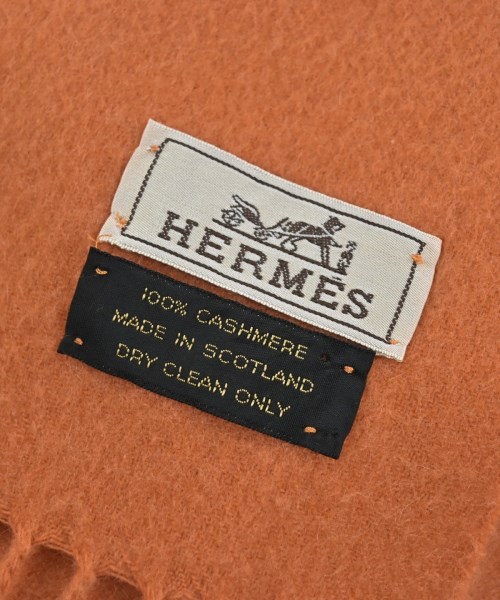 HERMÈS
100% CASHMERE
MADE IN SCOTLAND
DRY CLEAN ONLY